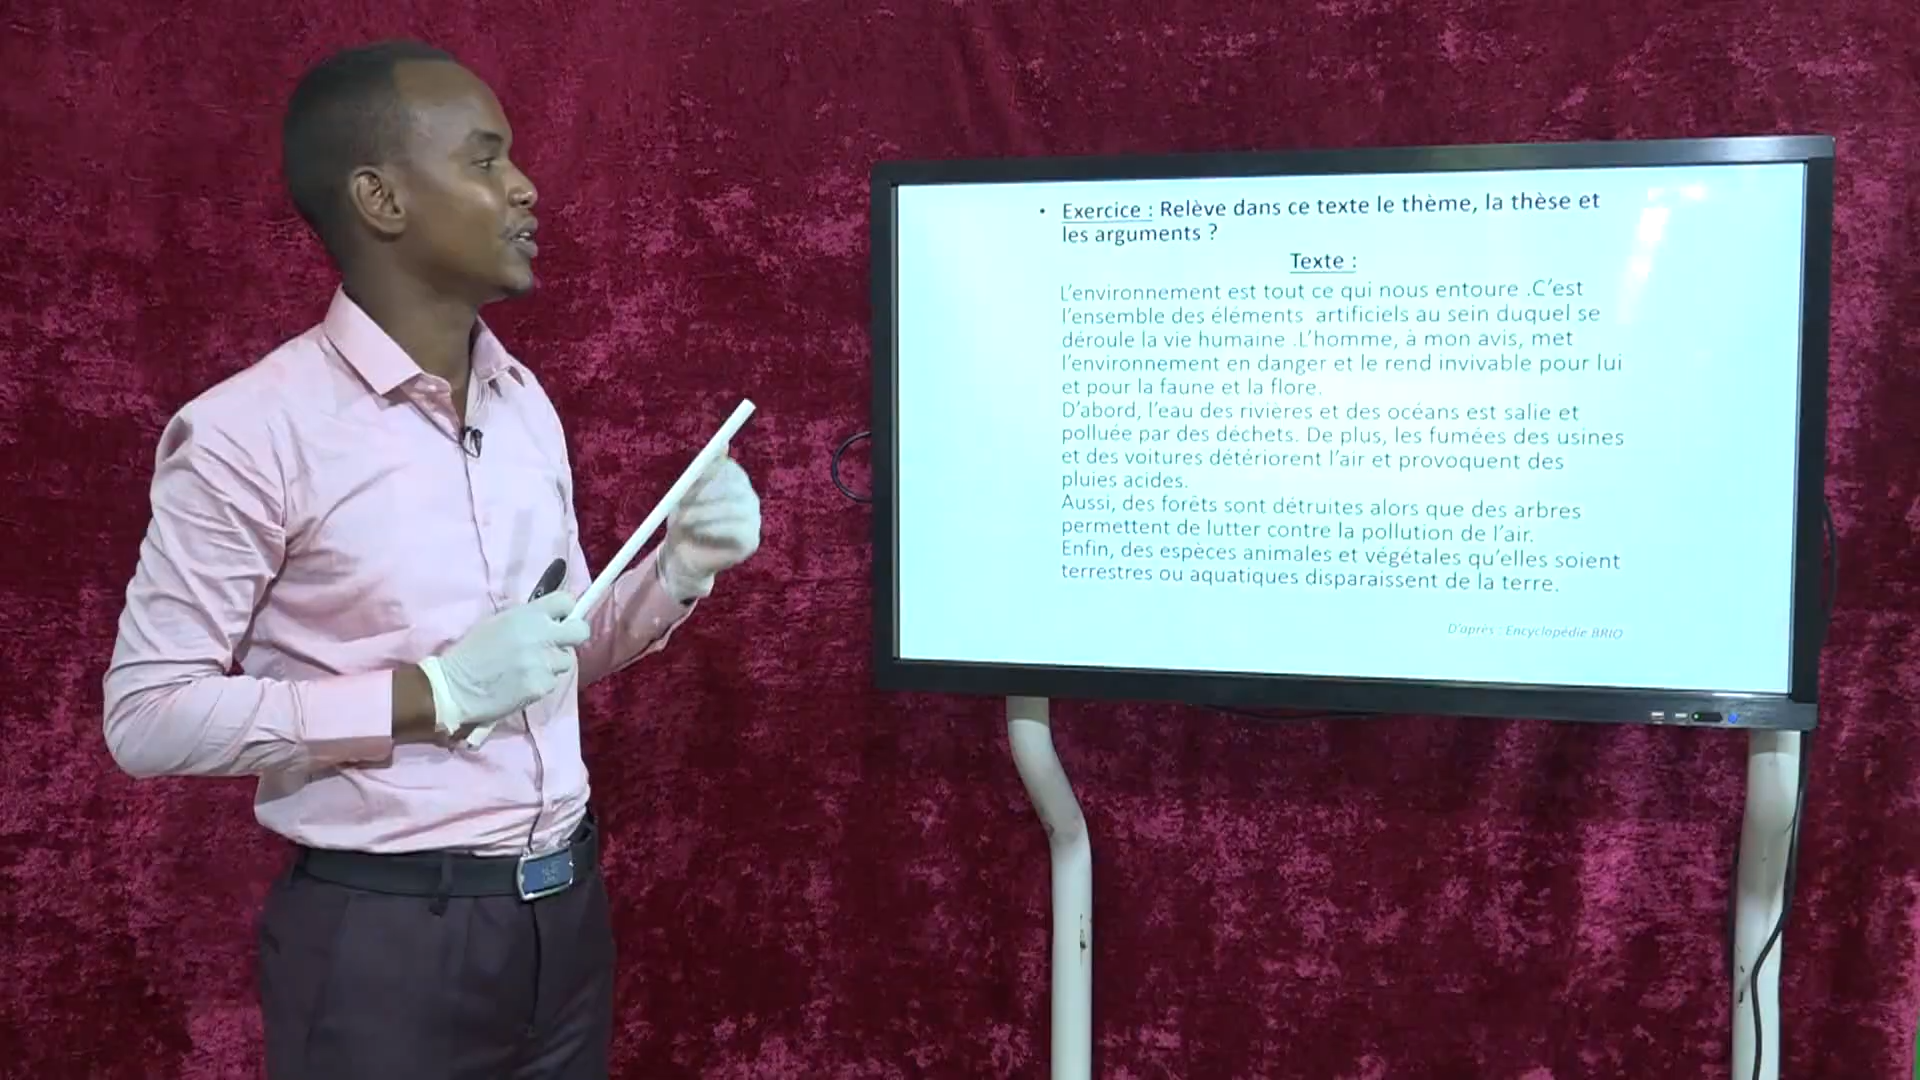 • Exercice : Relève dans ce texte le thème, la thèse et
les arguments ?
Texte :
L'environnement est tout ce qui nous entoure .C'est
l'ensemble des éléments  artificiels au sein duquel se
déroule la vie humaine .L'homme, à mon avis, met
l'environnement en danger et le rend invivable pour lui
et pour la faune et la flore.
D'abord, l'eau des rivières et des océans est salie et
polluée par des déchets. De plus, les fumées des usines
et des voitures détériorent l'air et provoquent des
pluies acides.
Aussi, des forêts sont détruites alors que des arbres
permettent de lutter contre la pollution de l'air.
Enfin, des espèces animales et végétales qu'elles soient
terrestres ou aquatiques disparaissent de la terre.
D'après : Encyclopédie BRIO